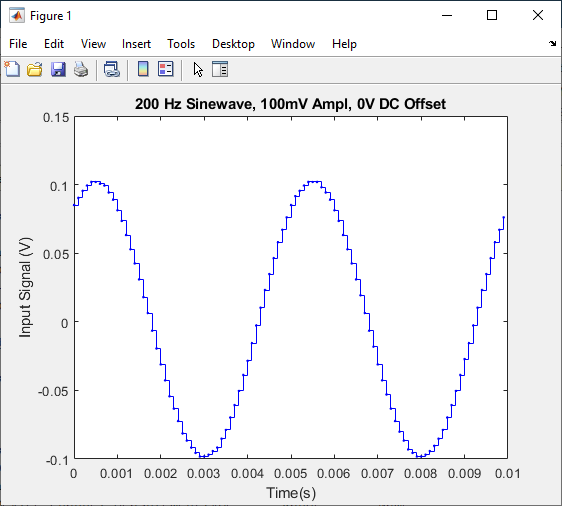 Figure 1
File Edit View Insert Tools Desktop Window Help
200 Hz Sinewave, 100mV Ampl, 0V DC Offset
0.15
0.1
0.05
0
-0.05
-0.1
Input Signal (V)
0 0.001 0.002 0.003 0.004 0.005 0.006 0.007 0.008 0.009 0.01
Time(s)